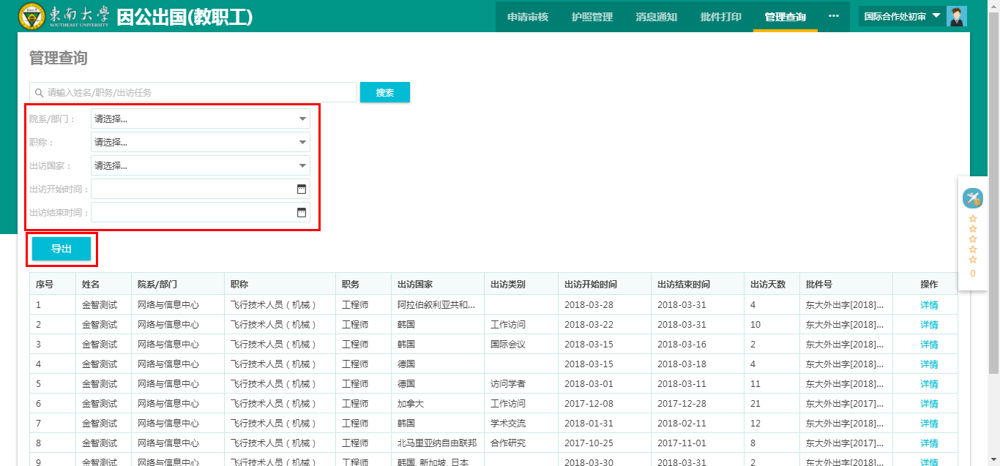 東南大學 SOUTHEAST UNIVERSITY 因公出国(教职工) 申请审核 护照管理 消息通知 批件打印 管理查询 ··· 国际合作处初审
管理查询
请输入姓名/职务/出访任务 搜索
院系/部门： 请选择...
职称： 请选择...
出访国家： 请选择...
出访开始时间：
出访结束时间：
导出
0
序号 姓名 院系/部门 职称 职务 出访国家 出访类别 出访开始时间 出访结束时间 出访天数 批件号 操作
1 金智测试 网络与信息中心 飞行技术人员（机械） 工程师 阿拉伯叙利亚共和... 2018-03-28 2018-03-31 4 东大外出字[2018]... 详情
2 金智测试 网络与信息中心 飞行技术人员（机械） 工程师 韩国 工作访问 2018-03-22 2018-03-31 10 东大外出字[2018]... 详情
3 金智测试 网络与信息中心 飞行技术人员（机械） 工程师 韩国 国际会议 2018-03-15 2018-03-16 2 东大外出字[2018]... 详情
4 金智测试 网络与信息中心 飞行技术人员（机械） 工程师 德国 2018-03-15 2018-03-18 4 东大外出字[2018]... 详情
5 金智测试 网络与信息中心 飞行技术人员（机械） 工程师 德国 访问学者 2018-03-01 2018-03-11 11 东大外出字[2018]... 详情
6 金智测试 网络与信息中心 飞行技术人员（机械） 工程师 加拿大 工作访问 2017-12-08 2017-12-28 21 东大外出字[2017]... 详情
7 金智测试 网络与信息中心 飞行技术人员（机械） 工程师 韩国 学术交流 2018-01-31 2018-02-11 12 东大外出字[2018]... 详情
8 金智测试 网络与信息中心 飞行技术人员（机械） 工程师 北马里亚纳自由联邦 合作研究 2017-10-25 2017-11-01 8 东大外出字[2017]... 详情
9 金智测试 网络与信息中心 飞行技术人员（机械） 工程师 韩国, 新加坡, 日本 2018-03-30 2018-03-31 2 东大外出字[2018]... 详情